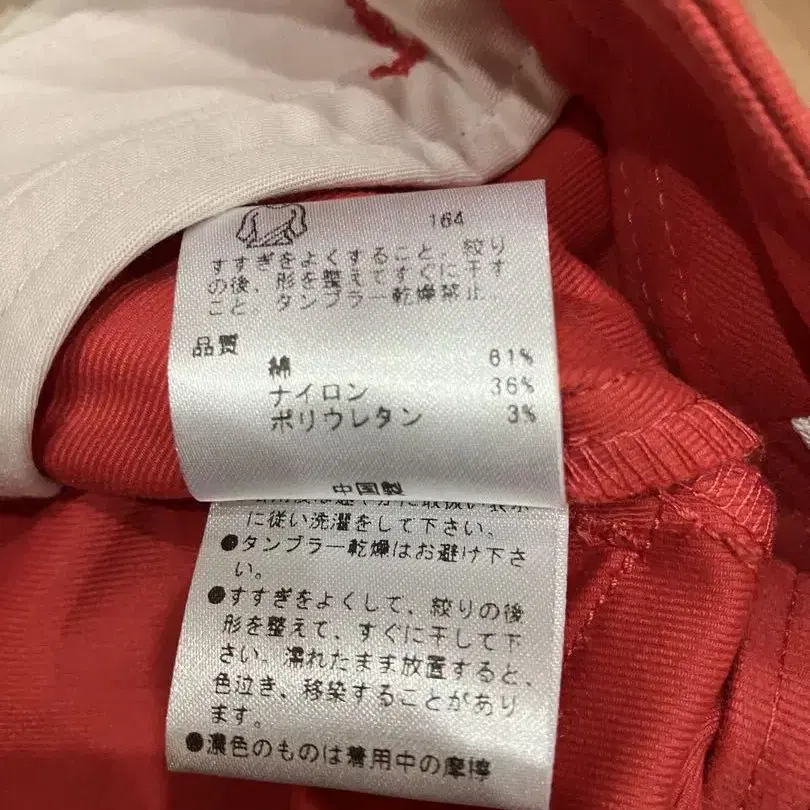 164
すすぎをよくすること、絞り
の後、形を整えてすぐに干す
こと。タンブラー乾燥禁止。
品質
綿 61%
ナイロン 36%
ポリウレタン 3%
中国製
に従い洗濯をして下さい。
●タンブラー乾燥はお避け下さ
い。
●すすぎをよくして、絞りの後
形を整えて、すぐに干して下
さい。濡れたまま放置すると、
色泣き、移染することがあり
ます。
●濃色のものは着用中の摩擦